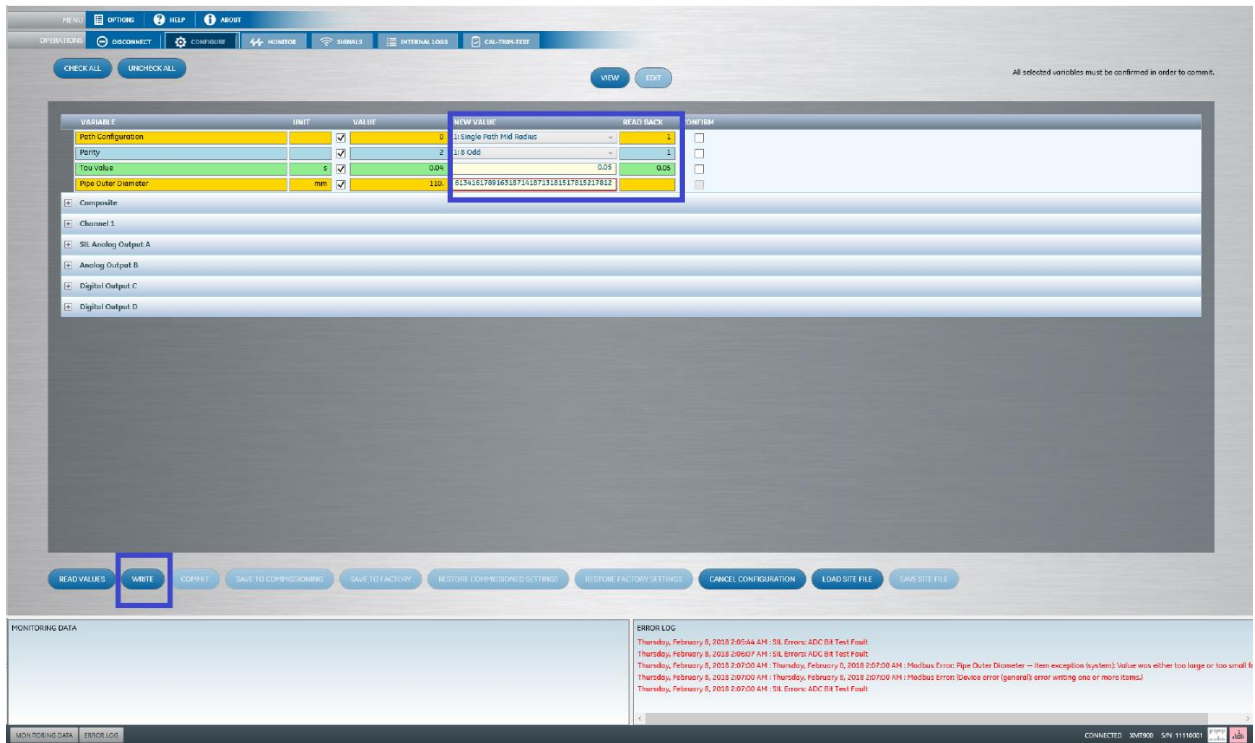 MENU OPTIONS HELP ABOUT
OPERATIONS DISCONNECT CONFIGURE MONITOR SIGNALS INTERNAL LOGS CAL-TRIM-TEST
CHECK ALL UNCHECK ALL
VIEW EDIT
All selected variables must be confirmed in order to commit.
VARIABLE UNIT VALUE NEW VALUE READ BACK CONFIRM
Path Configuration 0 1: Single Path Mid Radius 1
Parity 2 1: 8 Odd 1
Tau Value s 0.04 0.05 0.05
Pipe Outer Diameter mm 110.
Composite
Channel 1
SIL Analog Output A
Analog Output B
Digital Output C
Digital Output D
READ VALUES WRITE COMMIT SAVE TO COMMISSIONING SAVE TO FACTORY RESTORE COMMISSIONED SETTINGS RESTORE FACTORY SETTINGS CANCEL CONFIGURATION LOAD SITE FILE SAVE SITE FILE
MONITORING DATA
ERROR LOG
Thursday, February 8, 2018 2:05:44 AM : SIL Errors: ADC Bit Test Fault
Thursday, February 8, 2018 2:06:07 AM : SIL Errors: ADC Bit Test Fault
Thursday, February 8, 2018 2:07:00 AM : Thursday, February 8, 2018 2:07:00 AM : Modbus Error: Pipe Outer Diameter -- Item exception (system): Value was either too large or too small fo
Thursday, February 8, 2018 2:07:00 AM : Thursday, February 8, 2018 2:07:00 AM : Modbus Error: (Device error (general): error writing one or more items.)
Thursday, February 8, 2018 2:07:00 AM : SIL Errors: ADC Bit Test Fault
MONITORING DATA ERROR LOG
CONNECTED XMT900 S/N 11110001